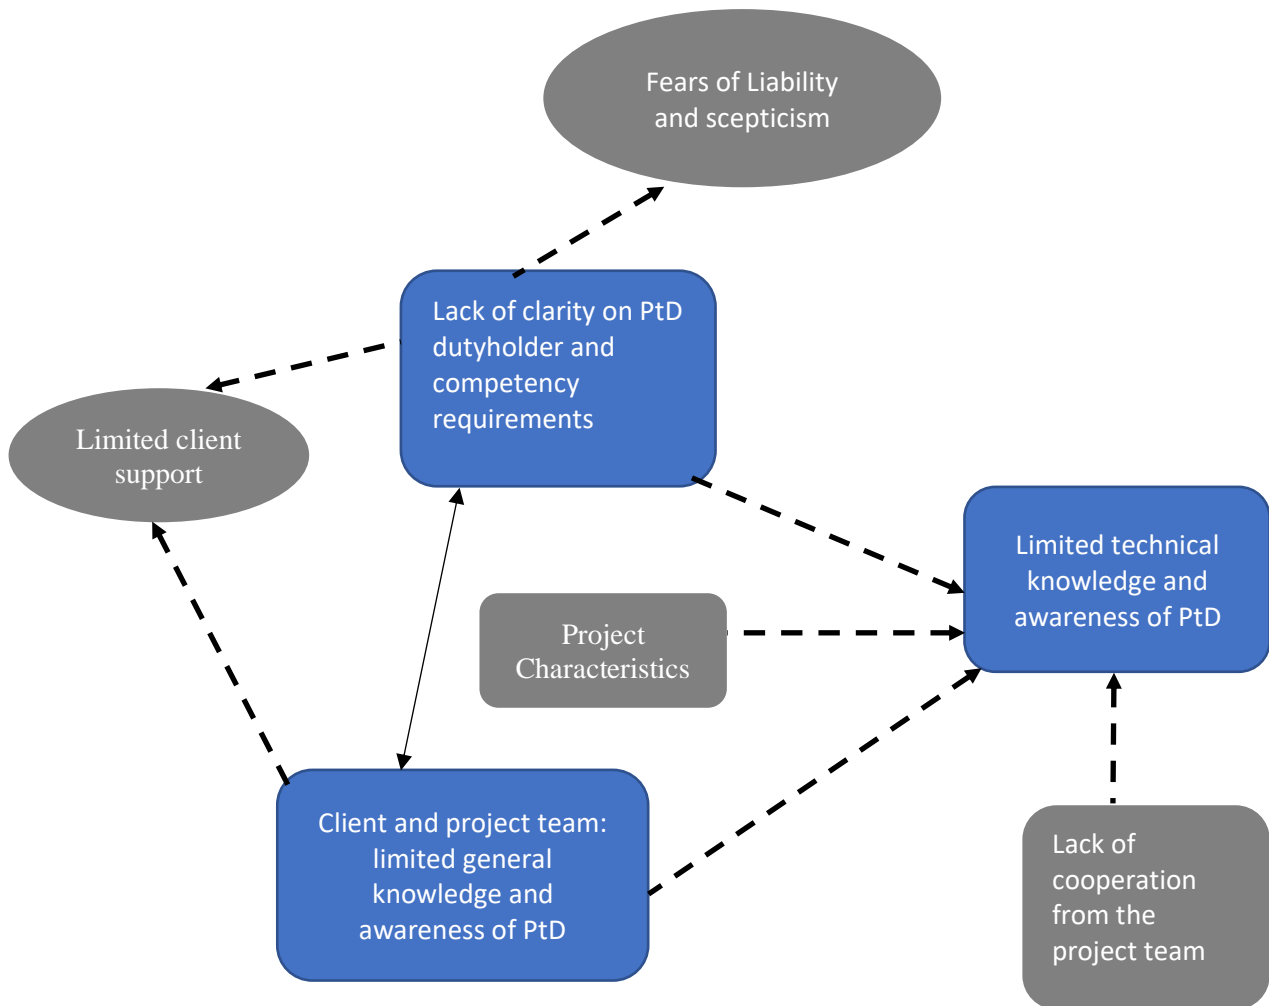 Fears of Liability
and scepticism
Lack of clarity on PtD
dutyholder and
competency
requirements
Limited client
support
Limited technical
knowledge and
awareness of PtD
Project
Characteristics
Client and project team:
limited general
knowledge and
awareness of PtD
Lack of
cooperation
from the
project team